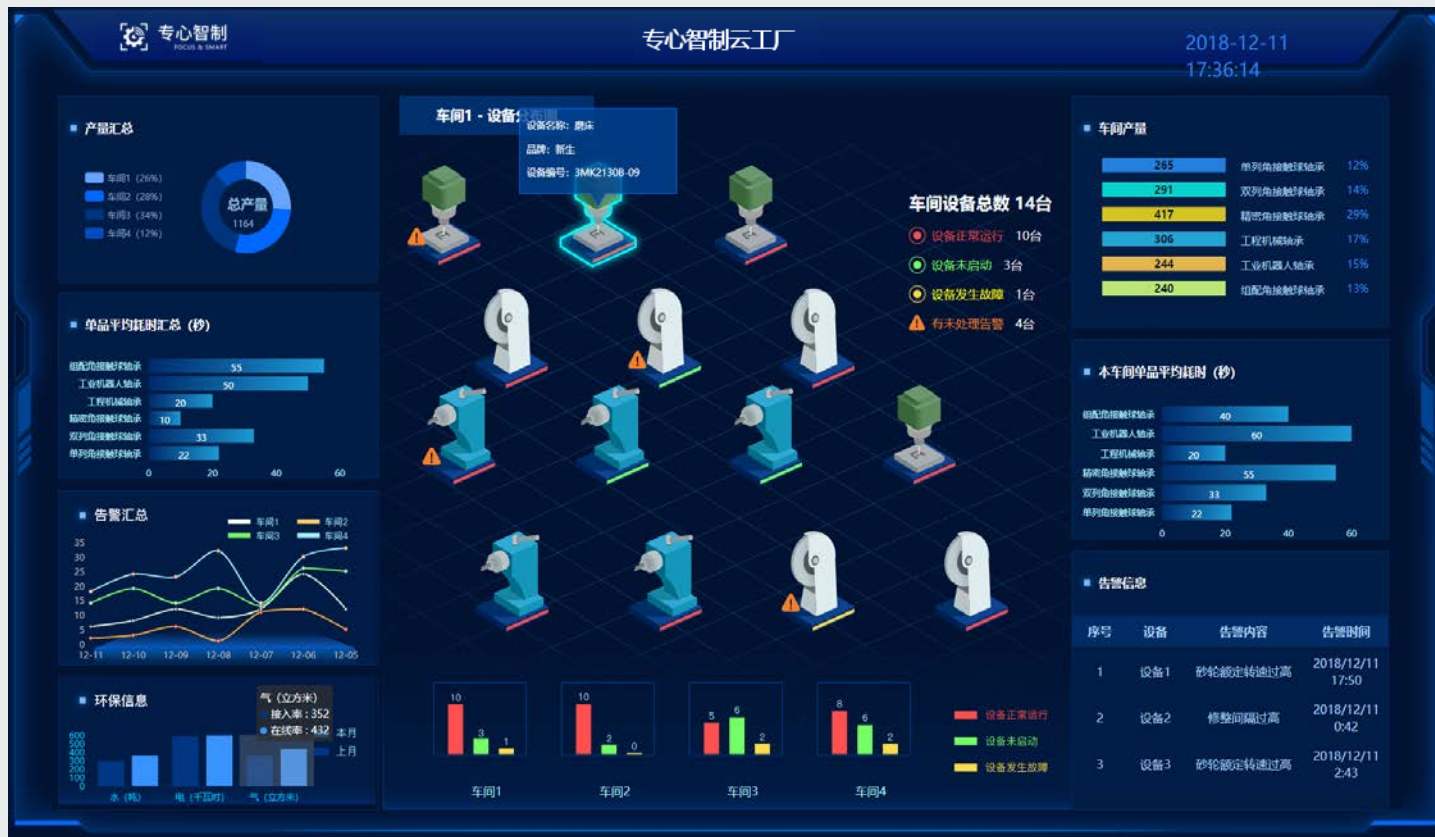 专心智制
FOCUS & SMART
专心智制云工厂
2018-12-11
17:36:14
产量汇总
车间1 (26%)
车间2 (28%)
车间3 (34%)
车间4 (12%)
总产量
1164
单品平均耗时汇总（秒）
组配角接触球轴承 55
工业机器人轴承 50
工程机械轴承 20
精密角接触球轴承 10
双列角接触球轴承 33
单列角接触球轴承 22
0 20 40 60
告警汇总
车间1 车间2
车间3 车间4
35
30
25
20
15
10
5
0
12-11 12-10 12-09 12-08 12-07 12-06 12-05
环保信息
气（立方米）
接入率：352
在线率：432
本月
上月
600
500
400
300
200
100
0
水（吨） 电（千瓦时） 气（立方米）
车间1 - 设备分布图
设备名称：磨床
品牌：新生
设备编号：3MK2130B-09
车间设备总数 14台
设备正常运行 10台
设备未启动 3台
设备发生故障 1台
有未处理告警 4台
10 3 1
10 2 0
5 6 2
8 6 2
车间1 车间2 车间3 车间4
设备正常运行
设备未启动
设备发生故障
车间产量
265 单列角接触球轴承 12%
291 双列角接触球轴承 14%
417 精密角接触球轴承 29%
306 工程机械轴承 17%
244 工业机器人轴承 15%
240 组配角接触球轴承 13%
本车间单品平均耗时（秒）
组配角接触球轴承 40
工业机器人轴承 60
工程机械轴承 20
精密角接触球轴承 55
双列角接触球轴承 33
单列角接触球轴承 22
0 20 40 60
告警信息
序号 设备 告警内容 告警时间
1 设备1 砂轮额定转速过高 2018/12/11 17:50
2 设备2 修整间隔过高 2018/12/11 0:42
3 设备3 砂轮额定转速过高 2018/12/11 2:43